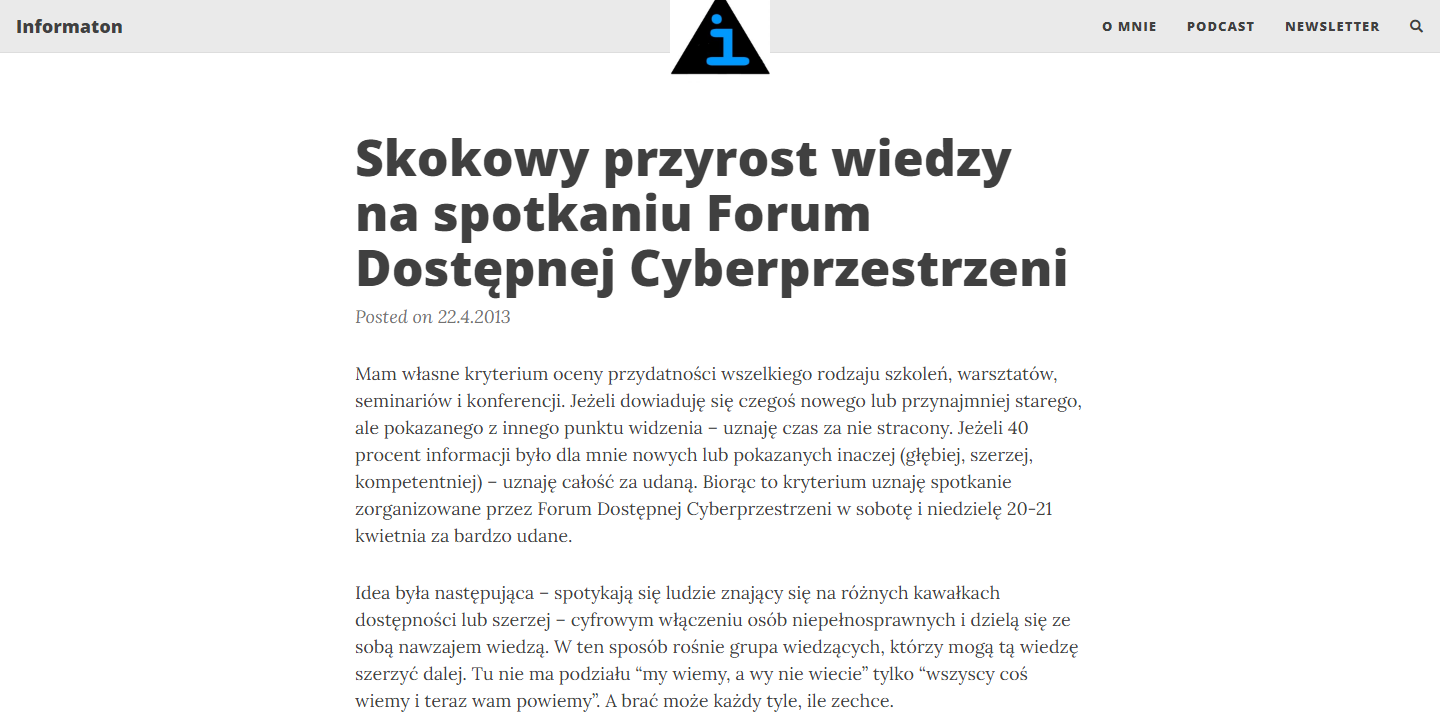 Informaton
i
O MNIE
PODCAST
NEWSLETTER
Skokowy przyrost wiedzy
na spotkaniu Forum
Dostępnej Cyberprzestrzeni
Posted on 22.4.2013
Mam własne kryterium oceny przydatności wszelkiego rodzaju szkoleń, warsztatów,
seminariów i konferencji. Jeżeli dowiaduję się czegoś nowego lub przynajmniej starego,
ale pokazanego z innego punktu widzenia – uznaję czas za nie stracony. Jeżeli 40
procent informacji było dla mnie nowych lub pokazanych inaczej (głębiej, szerzej,
kompetentniej) – uznaję całość za udaną. Biorąc to kryterium uznaję spotkanie
zorganizowane przez Forum Dostępnej Cyberprzestrzeni w sobotę i niedzielę 20-21
kwietnia za bardzo udane.
Idea była następująca – spotykają się ludzie znający się na różnych kawałkach
dostępności lub szerzej – cyfrowym włączeniu osób niepełnosprawnych i dzielą się ze
sobą nawzajem wiedzą. W ten sposób rośnie grupa wiedzących, którzy mogą tą wiedzę
szerzyć dalej. Tu nie ma podziału “my wiemy, a wy nie wiecie” tylko “wszyscy coś
wiemy i teraz wam powiemy”. A brać może każdy tyle, ile zechce.